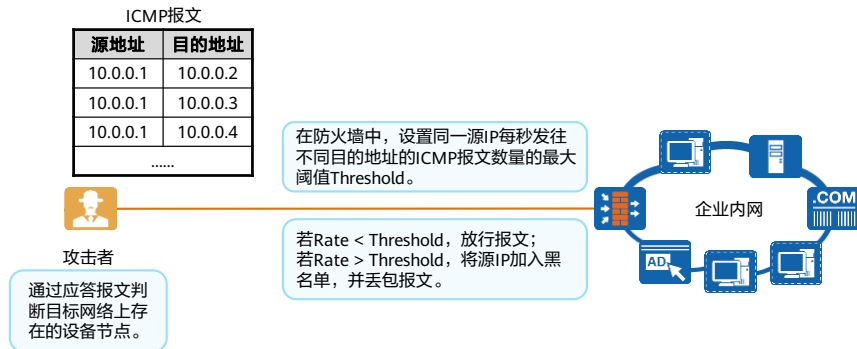 ICMP报文
源地址 目的地址
10.0.0.1 10.0.0.2
10.0.0.1 10.0.0.3
10.0.0.1 10.0.0.4
......
在防火墙中，设置同一源IP每秒发往
不同目的地址的ICMP报文数量的最大
阈值Threshold。
.COM
企业内网
攻击者
若Rate < Threshold，放行报文；
若Rate > Threshold，将源IP加入黑
名单，并丢包报文。
AD
通过应答报文判
断目标网络上存
在的设备节点。